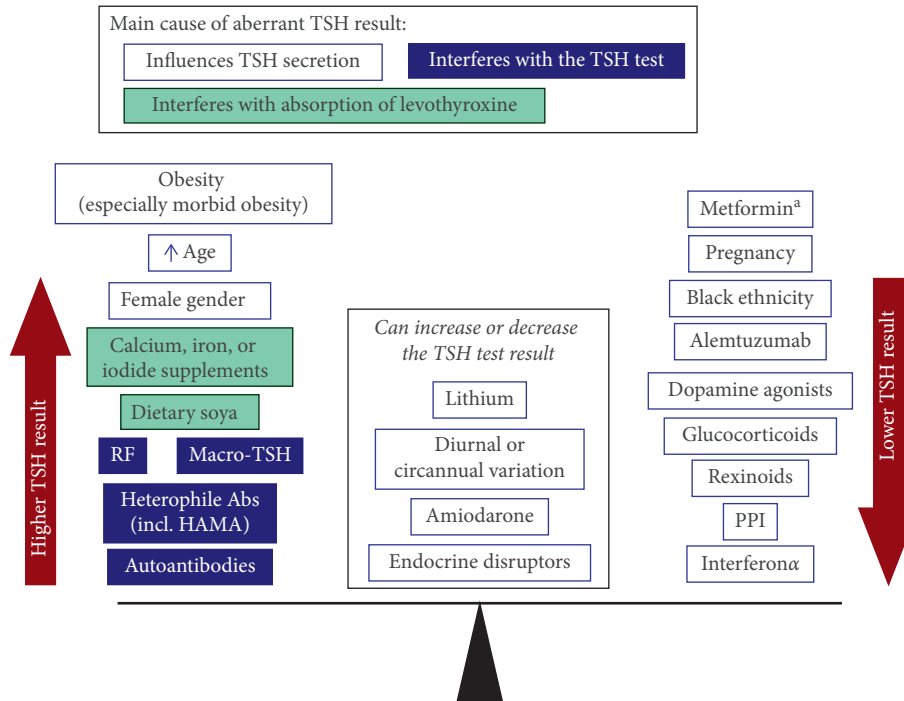 Main cause of aberrant TSH result:
Influences TSH secretion
Interferes with the TSH test
Interferes with absorption of levothyroxine
Higher TSH result
Obesity
(especially morbid obesity)
↑ Age
Female gender
Calcium, iron, or
iodide supplements
Dietary soya
RF
Macro-TSH
Heterophile Abs
(incl. HAMA)
Autoantibodies
Can increase or decrease
the TSH test result
Lithium
Diurnal or
circannual variation
Amiodarone
Endocrine disruptors
Metforminᵃ
Pregnancy
Black ethnicity
Alemtuzumab
Dopamine agonists
Glucocorticoids
Rexinoids
PPI
Interferonα
Lower TSH result